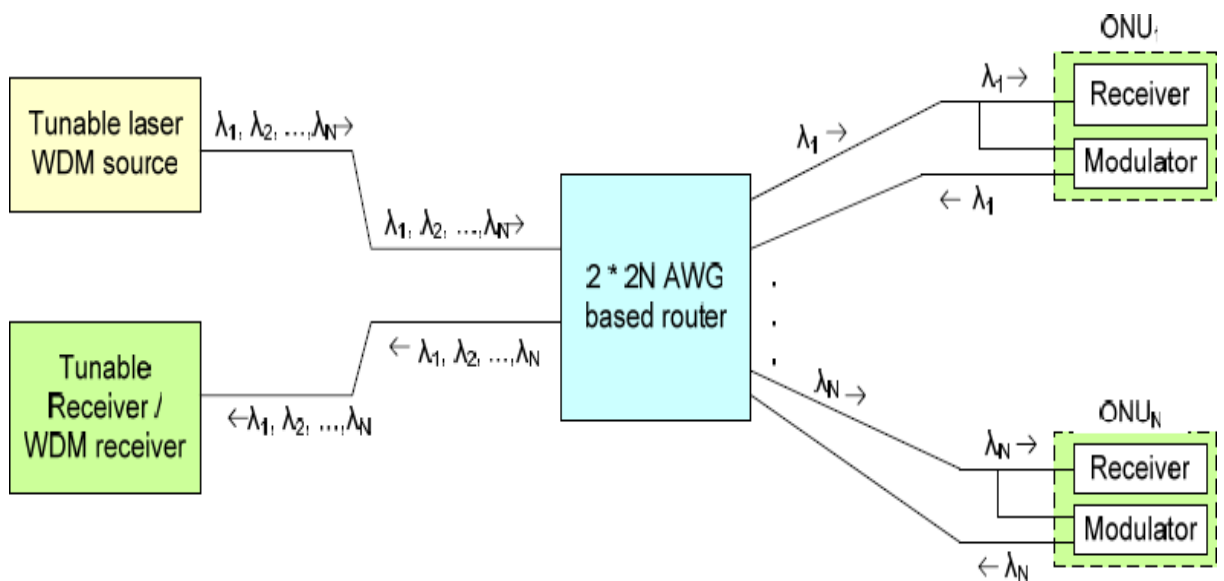 Tunable laser
WDM source
λ1, λ2, ...,λN→
λ1, λ2, ...,λN→
Tunable
Receiver /
WDM receiver
←λ1, λ2, ...,λN
← λ1, λ2, ...,λN
2 * 2N AWG
based router
λ1→
λ1→
ONU1
Receiver
Modulator
← λ1
.
.
.
λN→
λN→
ONUN
Receiver
Modulator
← λN